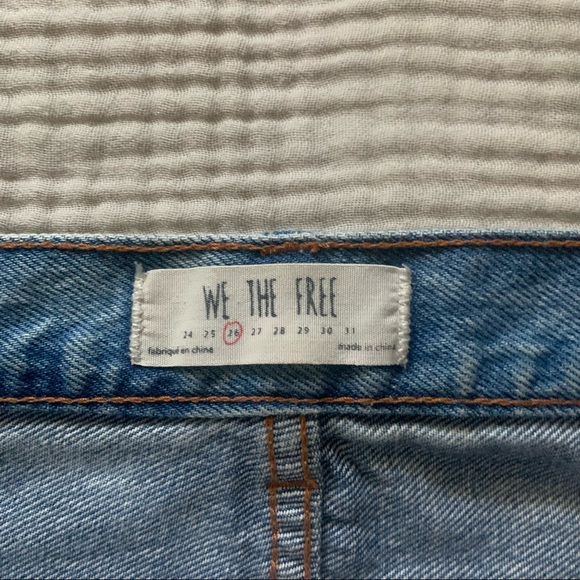 WE THE FREE
24 25 26 27 28 29 30 31
fabriqué en chine made in china